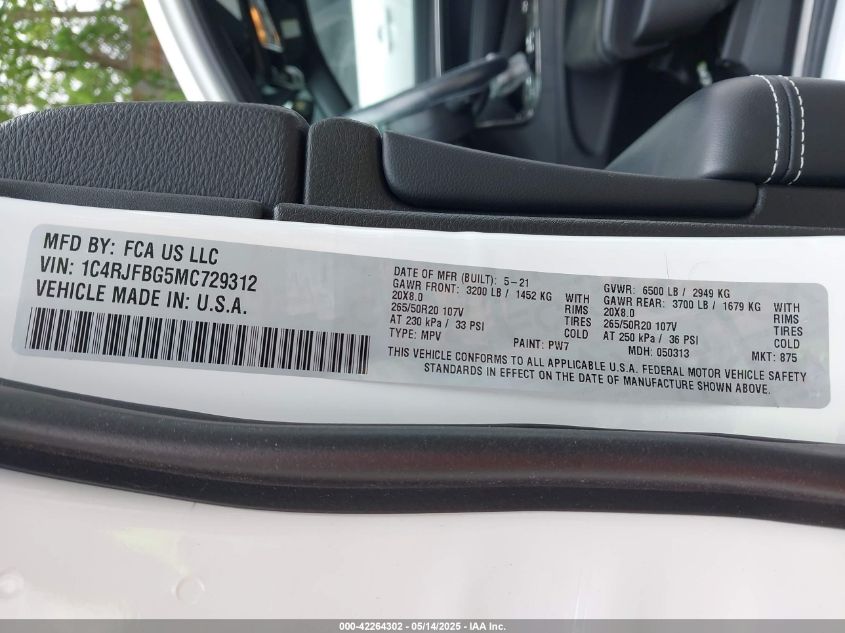 MFD BY: FCA US LLC
VIN: 1C4RJFBG5MC729312
VEHICLE MADE IN U.S.A.
DATE OF MFR (BUILT): 5-21
GAWR FRONT: 3200 LB / 1452 KG WITH
20X8.0 RIMS
265/50R20 107V TIRES
AT 230 kPa / 33 PSI COLD
TYPE: MPV PAINT: PW7
GVWR: 6500 LB / 2949 KG
GAWR REAR: 3700 LB / 1679 KG WITH
20X8.0 RIMS
265/50R20 107V TIRES
AT 250 kPa / 36 PSI COLD
MDH: 050313 MKT: 875
THIS VEHICLE CONFORMS TO ALL APPLICABLE U.S.A. FEDERAL MOTOR VEHICLE SAFETY
STANDARDS IN EFFECT ON THE DATE OF MANUFACTURE SHOWN ABOVE.
000-42264302 - 05/14/2025 - IAA Inc.